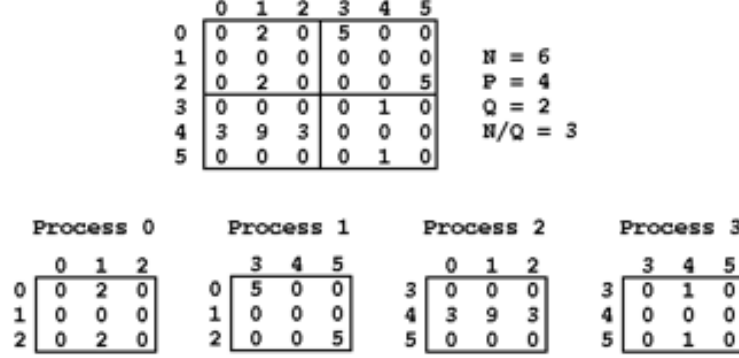 0 1 2 3 4 5
0 0 2 0 5 0 0
1 0 0 0 0 0 0 N = 6
2 0 2 0 0 0 5 P = 4
3 0 0 0 0 1 0 Q = 2
4 3 9 3 0 0 0 N/Q = 3
5 0 0 0 0 1 0
Process 0 Process 1 Process 2 Process 3
0 1 2 3 4 5 0 1 2 3 4 5
0 0 2 0 0 5 0 0 3 0 0 0 3 0 1 0
1 0 0 0 1 0 0 0 4 3 9 3 4 0 0 0
2 0 2 0 2 0 0 5 5 0 0 0 5 0 1 0